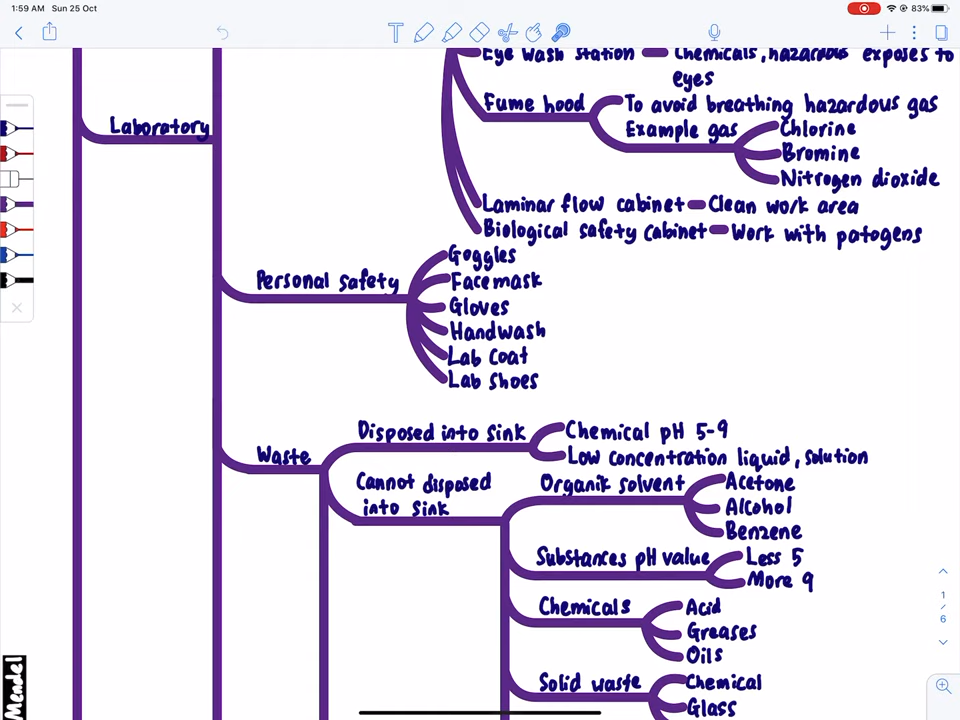 1:59 AM Sun 25 Oct
83%
Eye wash station Chemicals, hazardous exposes to
eyes
Fume hood To avoid breathing hazardous gas
Example gas Chlorine
Bromine
Nitrogen dioxide
Laboratory
Laminar flow cabinet Clean work area
Biological safety cabinet Work with patogens
Personal safety
Goggles
Facemask
Gloves
Handwash
Lab coat
Lab shoes
Waste
Disposed into sink
Chemical pH 5-9
Low concentration liquid, solution
Cannot disposed
into sink
Organik solvent
Acetone
Alcohol
Benzene
Substances pH value
Less 5
More 9
Chemicals
Acid
Greases
Oils
Solid waste
Chemical
Glass
Mendel
1
/
6